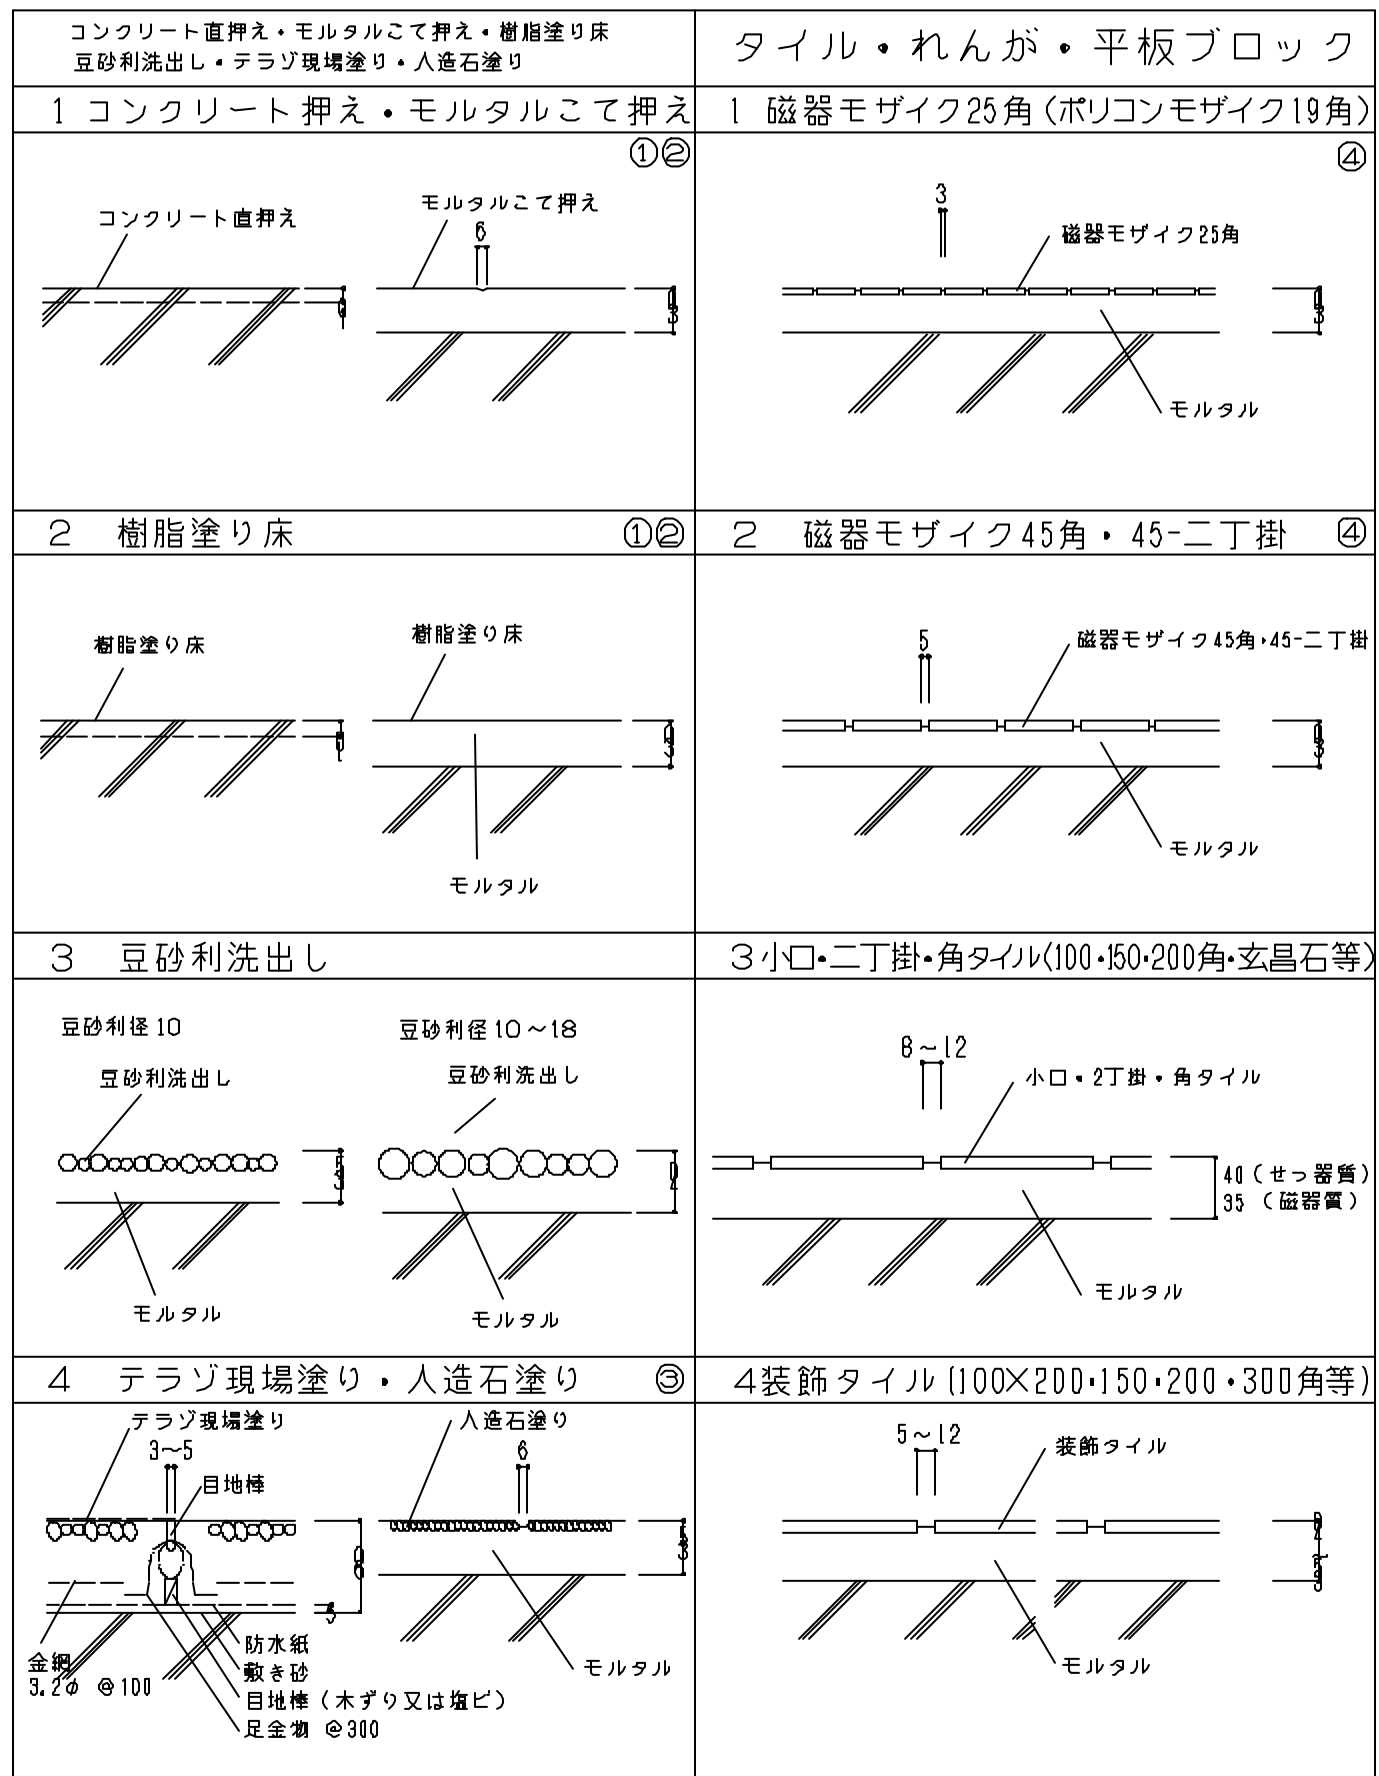 コンクリート直押え・モルタルこて押え・樹脂塗り床
豆砂利洗出し・テラゾ現場塗り・人造石塗り
1 コンクリート押え・モルタルこて押え
①②
コンクリート直押え
モルタルこて押え
6
2 樹脂塗り床 ①②
樹脂塗り床
樹脂塗り床
モルタル
3 豆砂利洗出し
豆砂利径10
豆砂利径10～18
豆砂利洗出し
豆砂利洗出し
モルタル
モルタル
4 テラゾ現場塗り・人造石塗り ③
テラゾ現場塗り
人造石塗り
3～5
6
目地棒
防水紙
敷き砂
目地棒（木ずり又は塩ビ）
足金物 @300
金網
3.2φ @100
モルタル
タイル・れんが・平板ブロック
1 磁器モザイク25角(ポリコンモザイク19角)
④
3
磁器モザイク25角
モルタル
2 磁器モザイク45角・45-二丁掛 ④
5
磁器モザイク45角・45-二丁掛
モルタル
3小口・二丁掛・角タイル(100・150・200角・玄昌石等)
8～12
小口・2丁掛・角タイル
40（せっ器質）
35（磁器質）
モルタル
4装飾タイル(100×200・150・200・300角等)
5～12
装飾タイル
モルタル